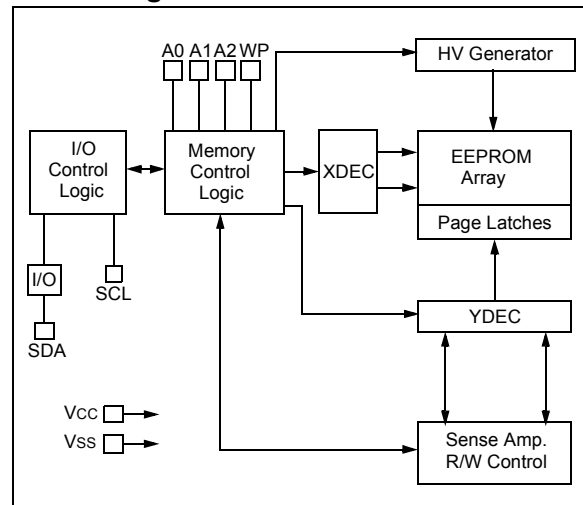 A0 A1 A2 WP
HV Generator
I/O
Control
Logic
Memory
Control
Logic
XDEC
EEPROM
Array
Page Latches
I/O
SCL
SDA
YDEC
VCC
VSS
Sense Amp.
R/W Control